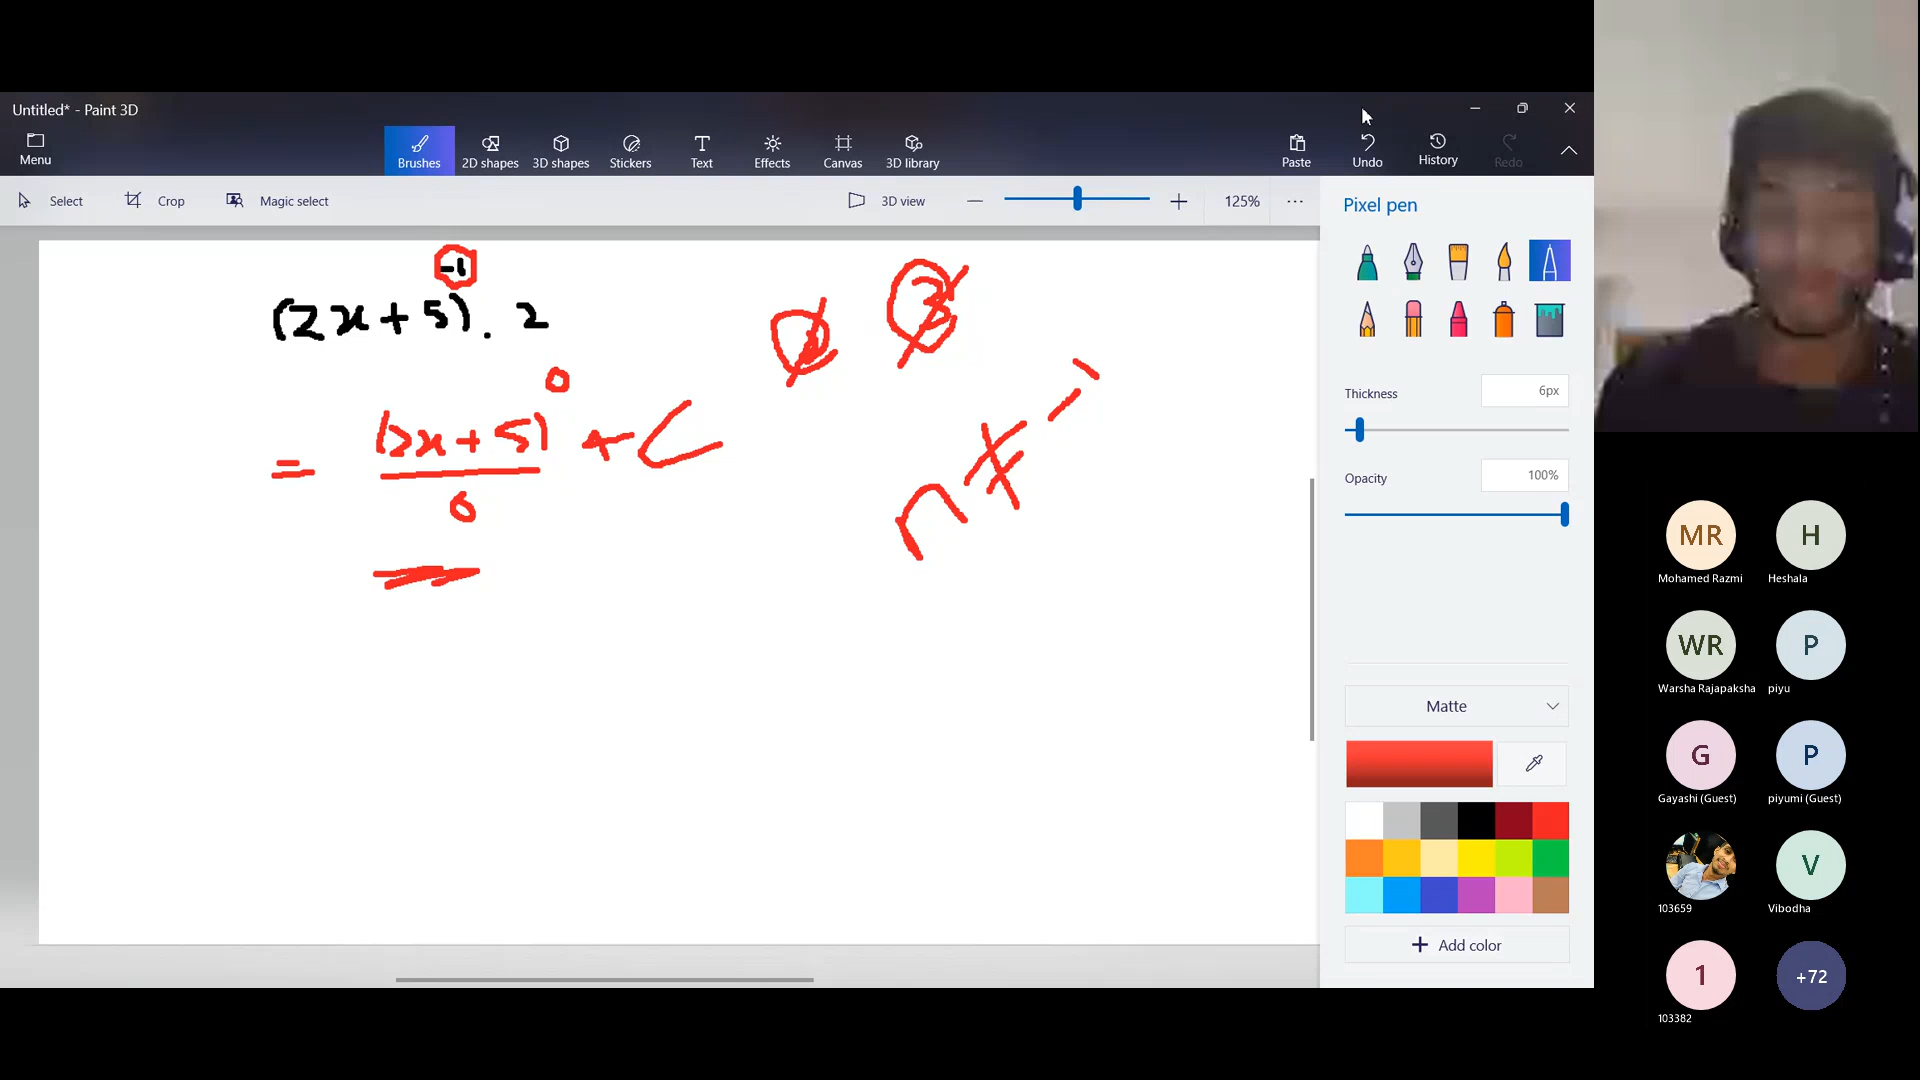 Untitled* - Paint 3D
Menu
Brushes
2D shapes
3D shapes
Stickers
Text
Effects
Canvas
3D library
Paste
Undo
History
Redo
Select
Crop
Magic select
3D view
125%
Pixel pen
Thickness
6px
Opacity
100%
Matte
Add color
-1
(2x+5) . 2
0
= (2x+5) + C
0
n ≠ -1
MR
Mohamed Razmi
H
Heshala
WR
Warsha Rajapaksha
P
piyu
G
Gayashi (Guest)
P
piyumi (Guest)
103659
V
Vibodha
1
103382
+72